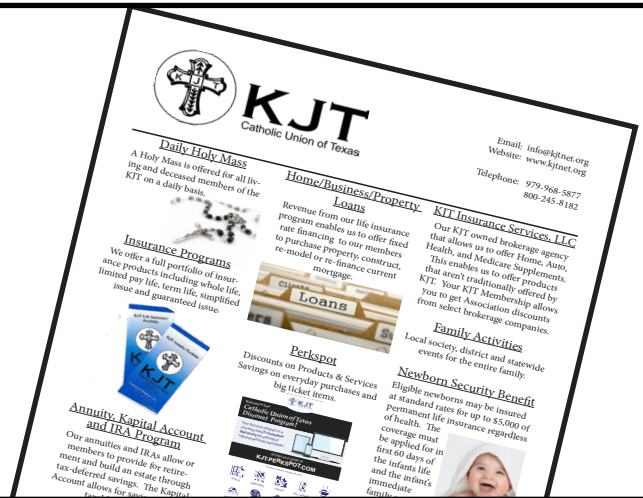 K J T
KJT
Catholic Union of Texas
Email: info@kjtnet.org
Website: www.kjtnet.org
Telephone: 979-968-5877
800-245-8182
Daily Holy Mass
A Holy Mass is offered for all liv-
ing and deceased members of the
KJT on a daily basis.
Insurance Programs
We offer a full portfolio of insur-
ance products including whole life,
limited pay life, term life, simplified
issue and guaranteed issue.
KJT Life Insurance
Portfolio
KJT Annuity Portfolio
KJT
Annuity, Kapital Account
and IRA Program
Our annuities and IRAs allow or
members to provide for retire-
ment and build an estate through
tax-deferred savings. The Kapital
Account allows for
Home/Business/Property
Loans
Revenue from our life insurance
program enables us to offer fixed
rate financing to our members
to purchase property, construct,
re-model or re-finance current
mortgage.
Clients
Loans
Perkspot
Discounts on Products & Services
Savings on everyday purchases and
big ticket items.
KJT
Catholic Union of Texas
Discount Program!
KJT.PERKSPOT.COM
KJT Insurance Services, LLC
Our KJT owned brokerage agency
that allows us to offer Home, Auto,
Health, and Medicare Supplements.
This enables us to offer products
that aren't traditionally offered by
KJT. Your KJT Membership allows
you to get Association discounts
from select brokerage companies.
Family Activities
Local society, district and statewide
events for the entire family.
Newborn Security Benefit
Eligible newborns may be insured
at standard rates for up to $5,000 of
permanent life insurance regardless
of health. The
coverage must
be applied for in
first 60 days of
the infants life
and the infant's
immediate